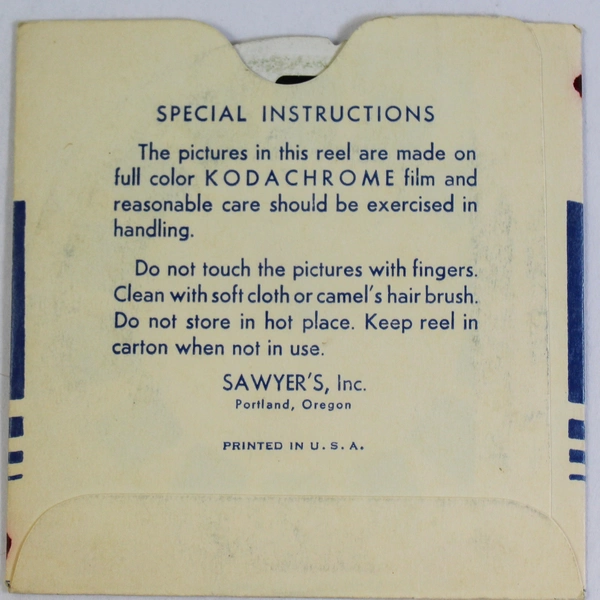 SPECIAL INSTRUCTIONS
The pictures in this reel are made on
full color KODACHROME film and
reasonable care should be exercised in
handling.
Do not touch the pictures with fingers.
Clean with soft cloth or camel's hair brush.
Do not store in hot place. Keep reel in
carton when not in use.
SAWYER'S, Inc.
Portland, Oregon
PRINTED IN U. S. A.